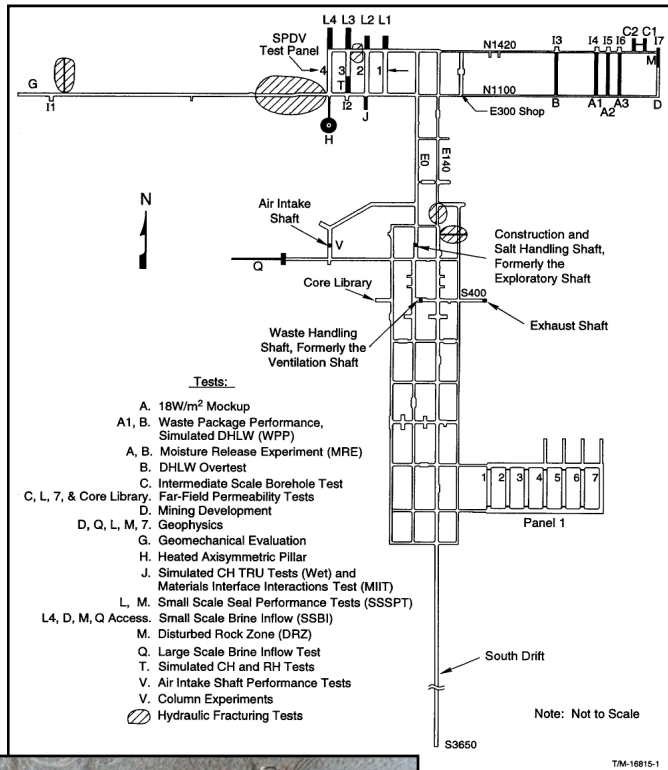 L4 L3 L2 L1
SPDV
Test Panel
I3 I4 I5 I6 C2 C1 I7
N1420
M
4 3 2 1
T
G
N1100
I1 I2 J
E300 Shop
B A1 A2 A3 D
H
E0 E140
N
Air Intake
Shaft
V
Construction and
Salt Handling Shaft,
Formerly the
Exploratory Shaft
Q
Core Library
S400
Exhaust Shaft
Waste Handling
Shaft, Formerly the
Ventilation Shaft
Tests:
A. 18W/m² Mockup
A1, B. Waste Package Performance,
Simulated DHLW (WPP)
A, B. Moisture Release Experiment (MRE)
B. DHLW Overtest
C. Intermediate Scale Borehole Test
C, L, 7, & Core Library. Far-Field Permeability Tests
D. Mining Development
D, Q, L, M, 7. Geophysics
G. Geomechanical Evaluation
H. Heated Axisymmetric Pillar
J. Simulated CH TRU Tests (Wet) and
Materials Interface Interactions Test (MIIT)
L, M. Small Scale Seal Performance Tests (SSSPT)
L4, D, M, Q Access. Small Scale Brine Inflow (SSBI)
M. Disturbed Rock Zone (DRZ)
Q. Large Scale Brine Inflow Test
T. Simulated CH and RH Tests
V. Air Intake Shaft Performance Tests
V. Column Experiments
Hydraulic Fracturing Tests
1 2 3 4 5 6 7
Panel 1
South Drift
Note: Not to Scale
S3650
T/M-16815-1